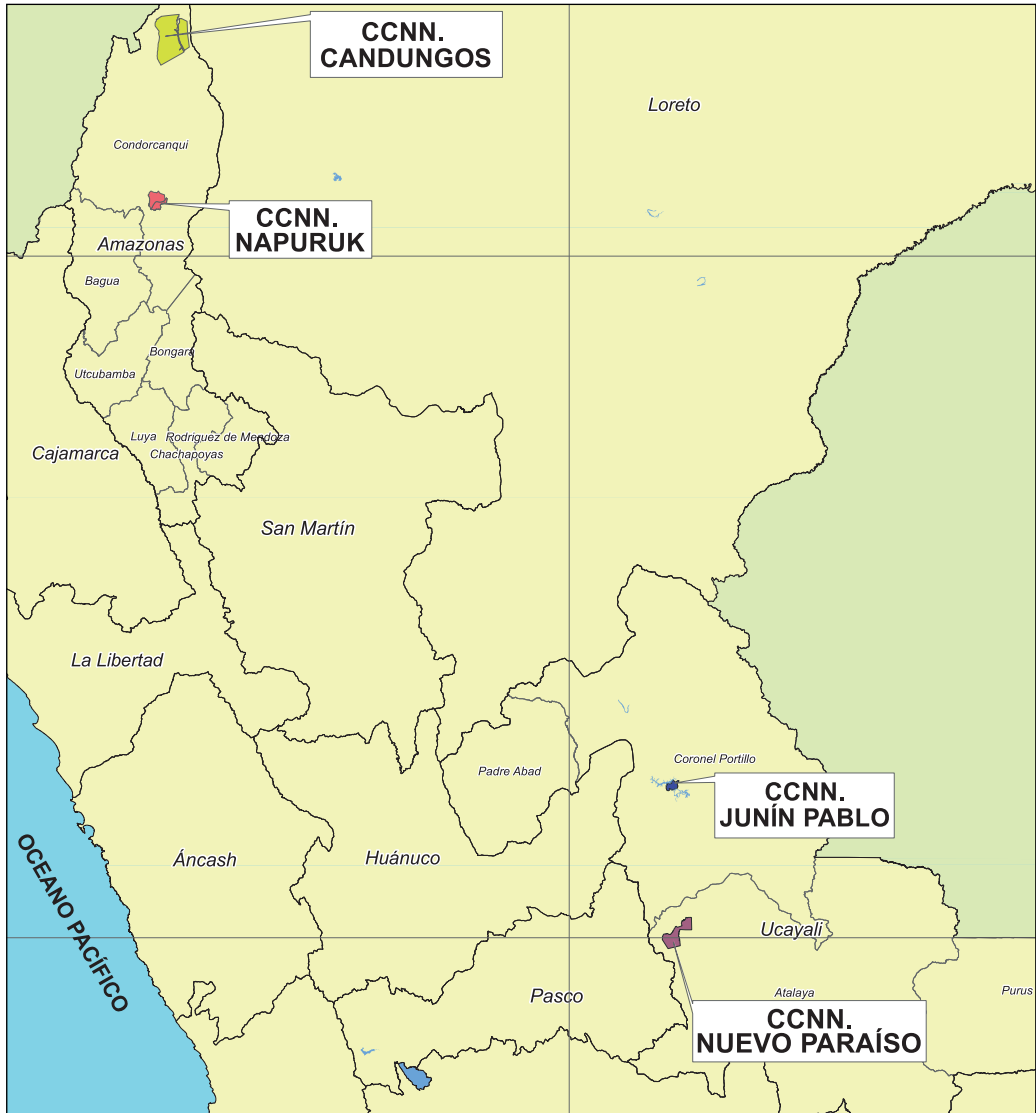 CCNN.
CANDUNGOS
Loreto
Condorcanqui
CCNN.
NAPURUK
Amazonas
Bagua
Bongara
Utcubamba
Luya
Rodriguez de Mendoza
Chachapoyas
Cajamarca
San Martín
La Libertad
Coronel Portillo
Padre Abad
CCNN.
JUNÍN PABLO
Áncash
Huánuco
OCEANO PACÍFICO
Ucayali
Pasco
Atalaya
Purus
CCNN.
NUEVO PARAÍSO